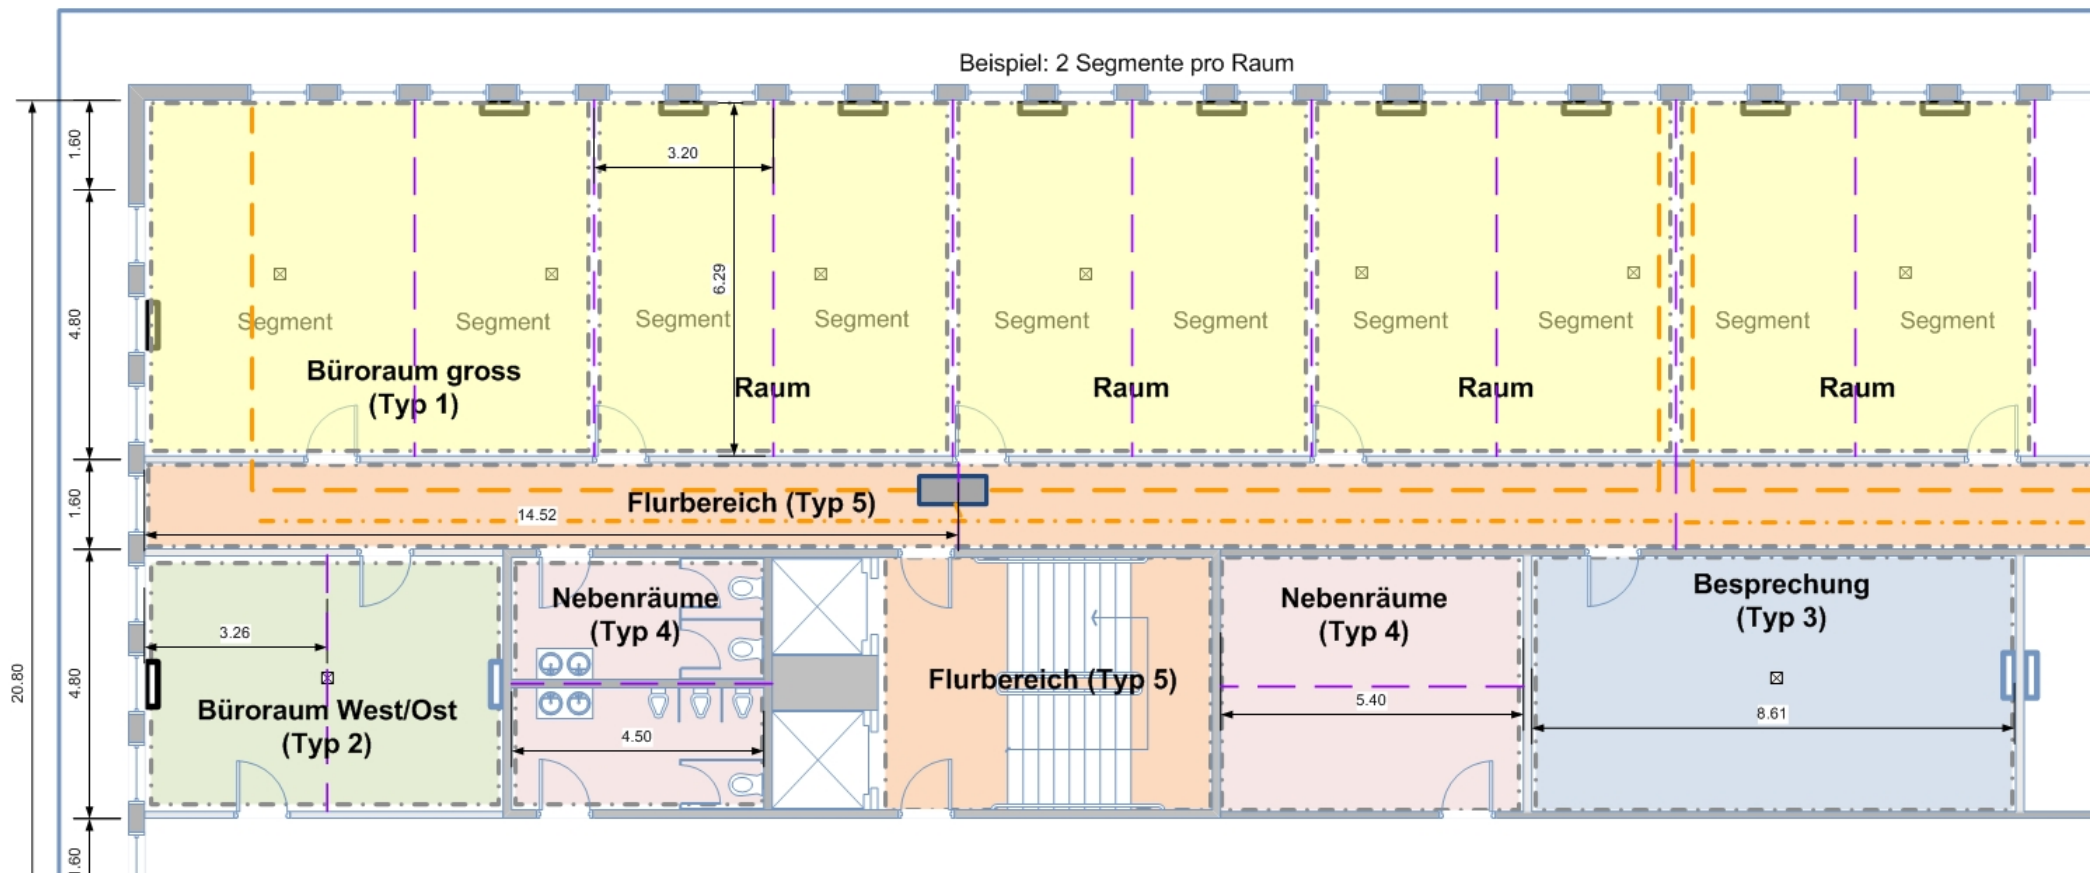 Beispiel: 2 Segmente pro Raum
1.60
3.20
4.80
6.29
Segment
Segment
Segment
Segment
Segment
Segment
Segment
Segment
Segment
Segment
Büroraum gross
(Typ 1)
Raum
Raum
Raum
Raum
1.60
Flurbereich (Typ 5)
14.52
20.80
4.80
3.26
Büroraum West/Ost
(Typ 2)
Nebenräume
(Typ 4)
4.50
Flurbereich (Typ 5)
Nebenräume
(Typ 4)
5.40
Besprechung
(Typ 3)
8.61